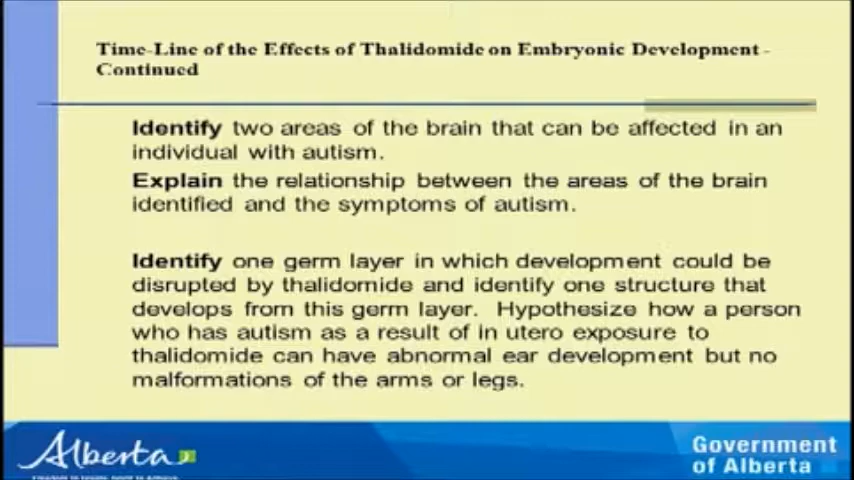 Time-Line of the Effects of Thalidomide on Embryonic Development -
Continued
Identify two areas of the brain that can be affected in an
individual with autism.
Explain the relationship between the areas of the brain
identified and the symptoms of autism.
Identify one germ layer in which development could be
disrupted by thalidomide and identify one structure that
develops from this germ layer. Hypothesize how a person
who has autism as a result of in utero exposure to
thalidomide can have abnormal ear development but no
malformations of the arms or legs.
Alberta
Government
of Alberta